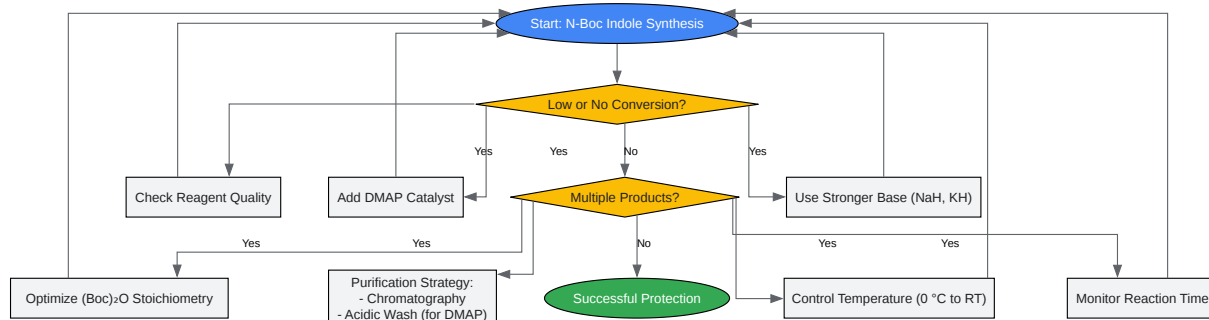 Start: N-Boc Indole Synthesis
Low or No Conversion?
Yes
Yes
No
Yes
Check Reagent Quality
Add DMAP Catalyst
Multiple Products?
Use Stronger Base (NaH, KH)
Yes
Yes
No
Yes
Yes
Optimize (Boc)₂O Stoichiometry
Purification Strategy:
- Chromatography
- Acidic Wash (for DMAP)
Successful Protection
Control Temperature (0 °C to RT)
Monitor Reaction Time